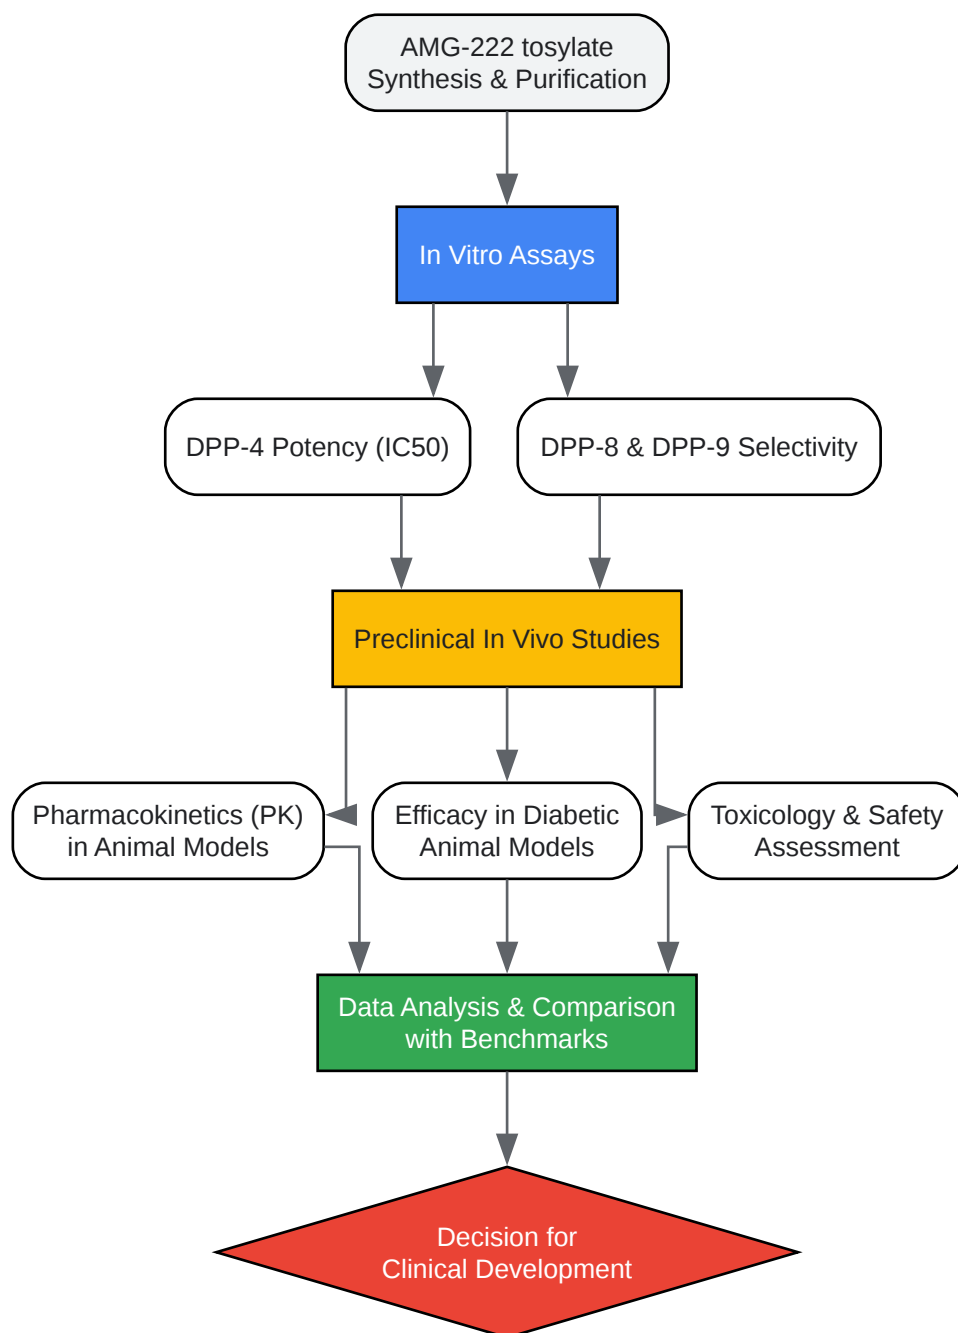 AMG-222 tosylate
Synthesis & Purification
In Vitro Assays
DPP-4 Potency (IC50)
DPP-8 & DPP-9 Selectivity
Preclinical In Vivo Studies
Pharmacokinetics (PK)
in Animal Models
Efficacy in Diabetic
Animal Models
Toxicology & Safety
Assessment
Data Analysis & Comparison
with Benchmarks
Decision for
Clinical Development